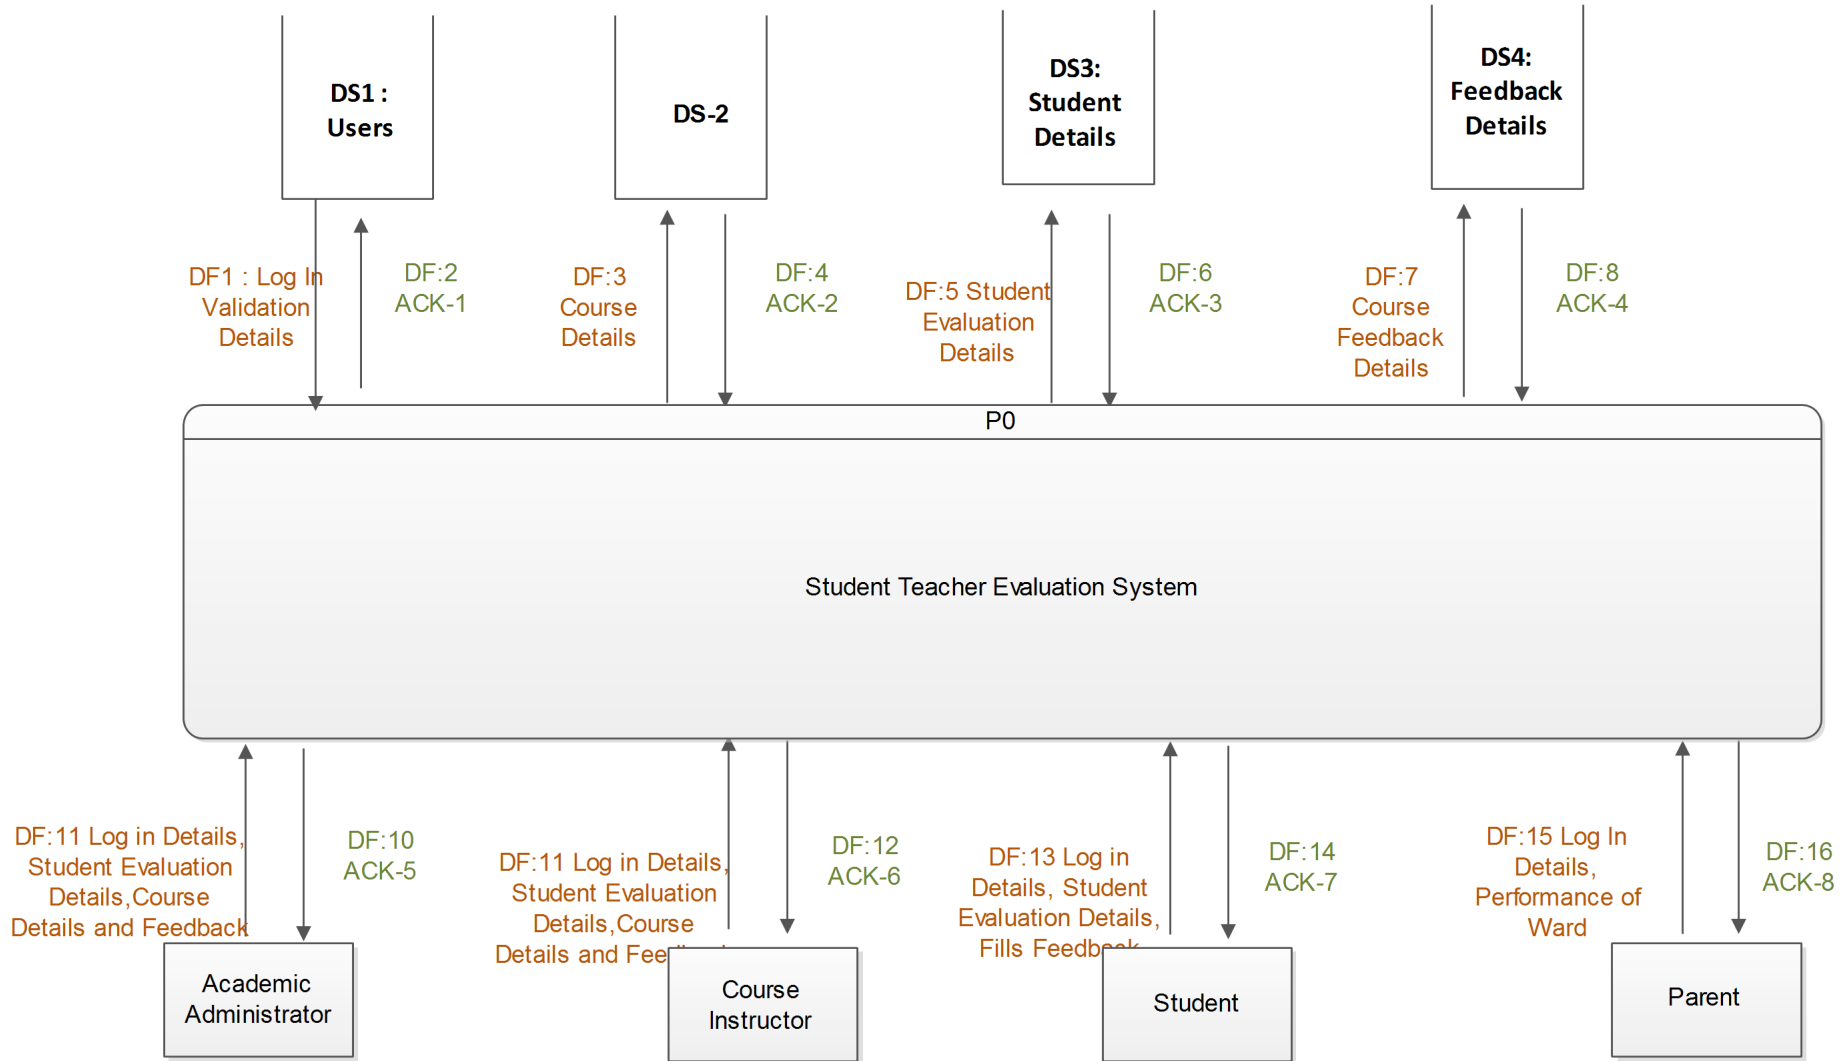 DS1 :
Users
DS-2
DS3:
Student
Details
DS4:
Feedback
Details
DF1 : Log In
Validation
Details
DF:2
ACK-1
DF:3
Course
Details
DF:4
ACK-2
DF:5 Student
Evaluation
Details
DF:6
ACK-3
DF:7
Course
Feedback
Details
DF:8
ACK-4
P0
Student Teacher Evaluation System
DF:11 Log in Details,
Student Evaluation
Details,Course
Details and Feedback
DF:10
ACK-5
DF:11 Log in Details,
Student Evaluation
Details,Course
Details and
DF:12
ACK-6
DF:13 Log in
Details, Student
Evaluation Details,
Fills Feedback
DF:14
ACK-7
DF:15 Log In
Details,
Performance of
Ward
DF:16
ACK-8
Academic
Administrator
Course
Instructor
Student
Parent